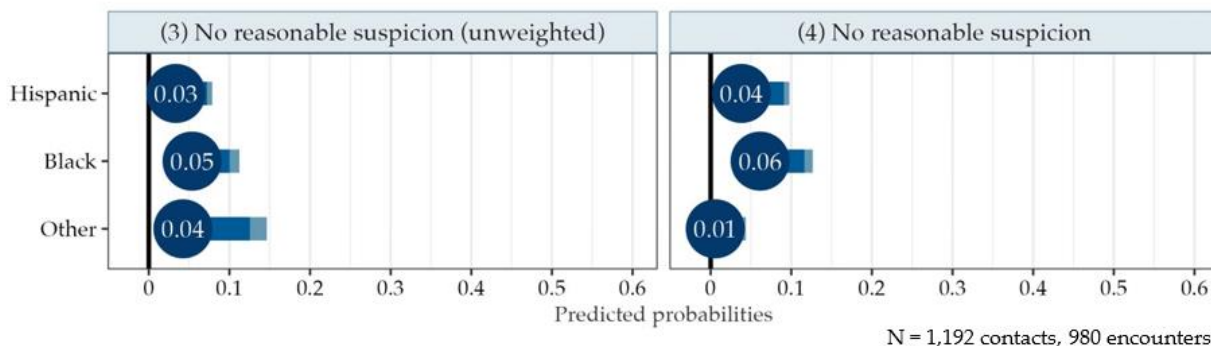 (3) No reasonable suspicion (unweighted)
(4) No reasonable suspicion
Hispanic
0.03
0.04
Black
0.05
0.06
Other
0.04
0.01
0 0.1 0.2 0.3 0.4 0.5 0.6
0 0.1 0.2 0.3 0.4 0.5 0.6
Predicted probabilities
N = 1,192 contacts, 980 encounters